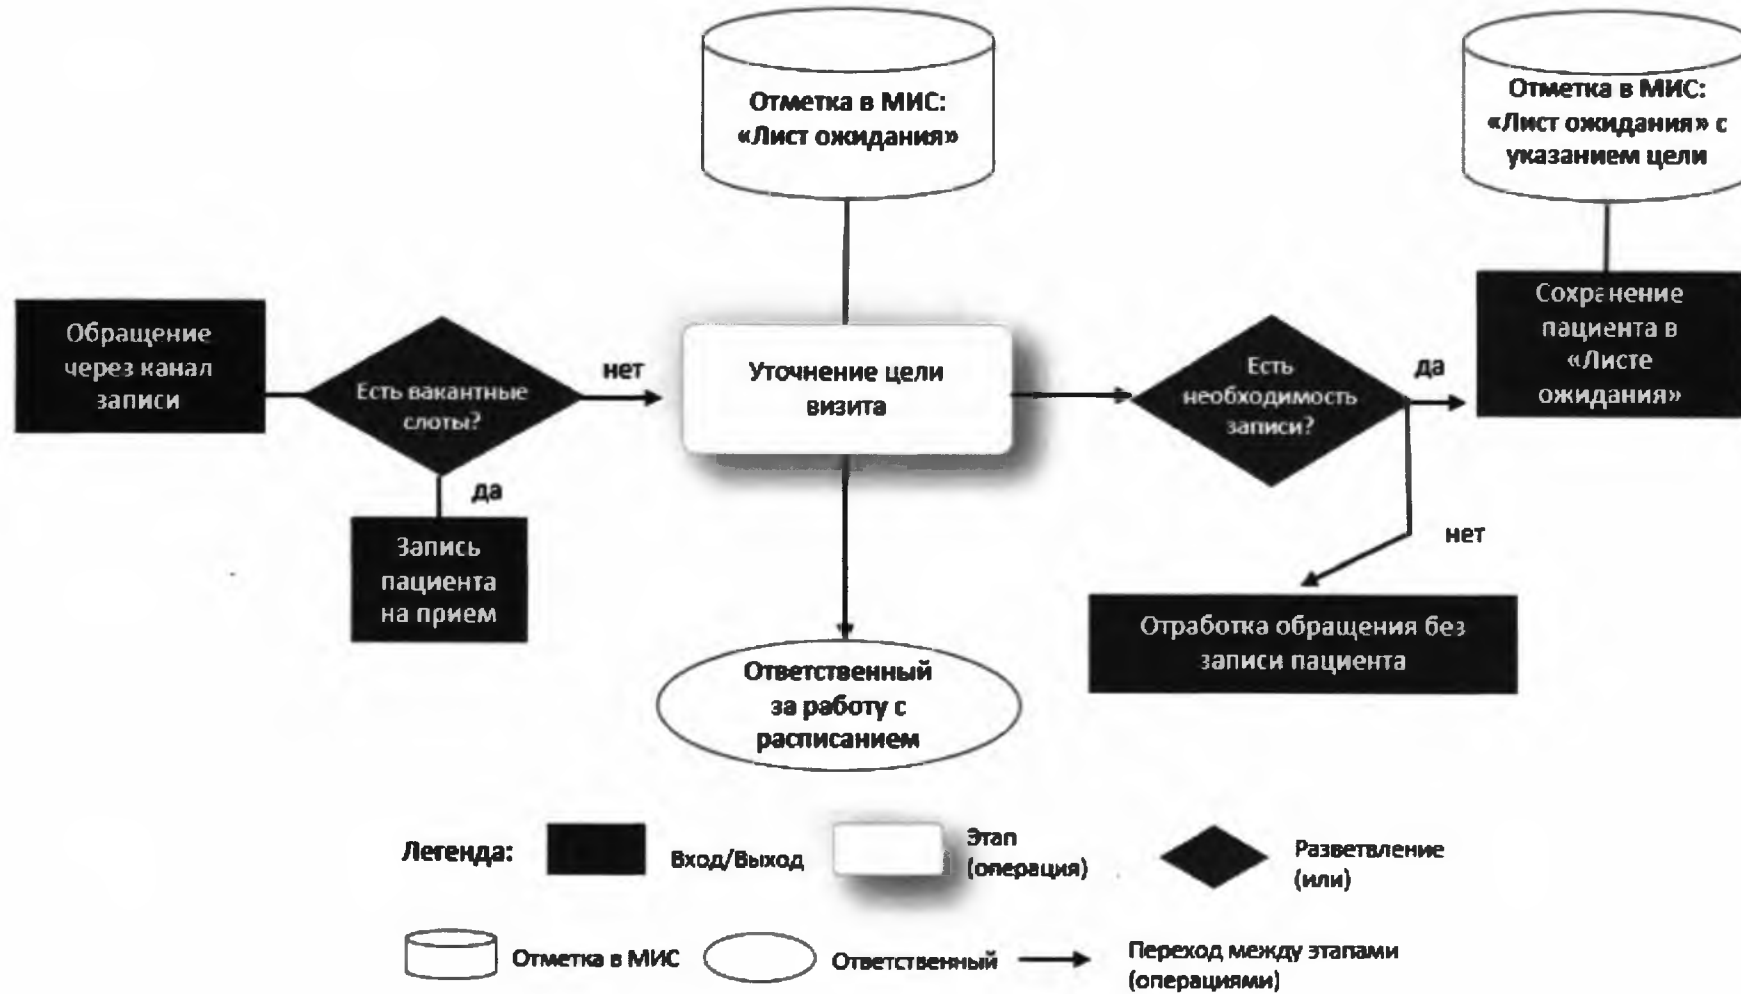 Отметка в МИС:
«Лист ожидания»
Отметка в МИС:
«Лист ожидания» с
указанием цели
Обращение
через канал
записи
Есть вакантные
слоты?
нет
да
Запись
пациента
на прием
Уточнение цели
визита
Ответственный
за работу с
расписанием
Есть
необходимость
записи?
да
Сохранение
пациента в
«Листе
ожидания»
нет
Отработка обращения без
записи пациента
Легенда:
Вход/Выход
Этап
(операция)
Разветвление
(или)
Отметка в МИС
Ответственный
Переход между этапами
(операциями)